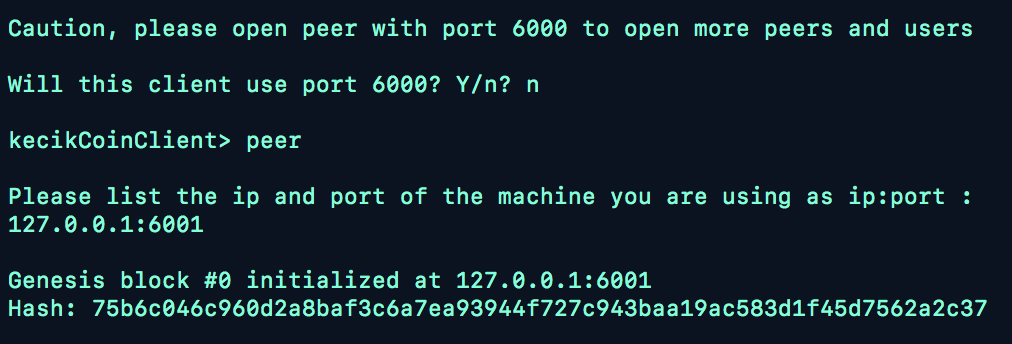 Caution, please open peer with port 6000 to open more peers and users
Will this client use port 6000? Y/n? n
kecikCoinClient> peer
Please list the ip and port of the machine you are using as ip:port :
127.0.0.1:6001
Genesis block #0 initialized at 127.0.0.1:6001
Hash: 75b6c046c960d2a8baf3c6a7ea93944f727c943baa19ac583d1f45d7562a2c37